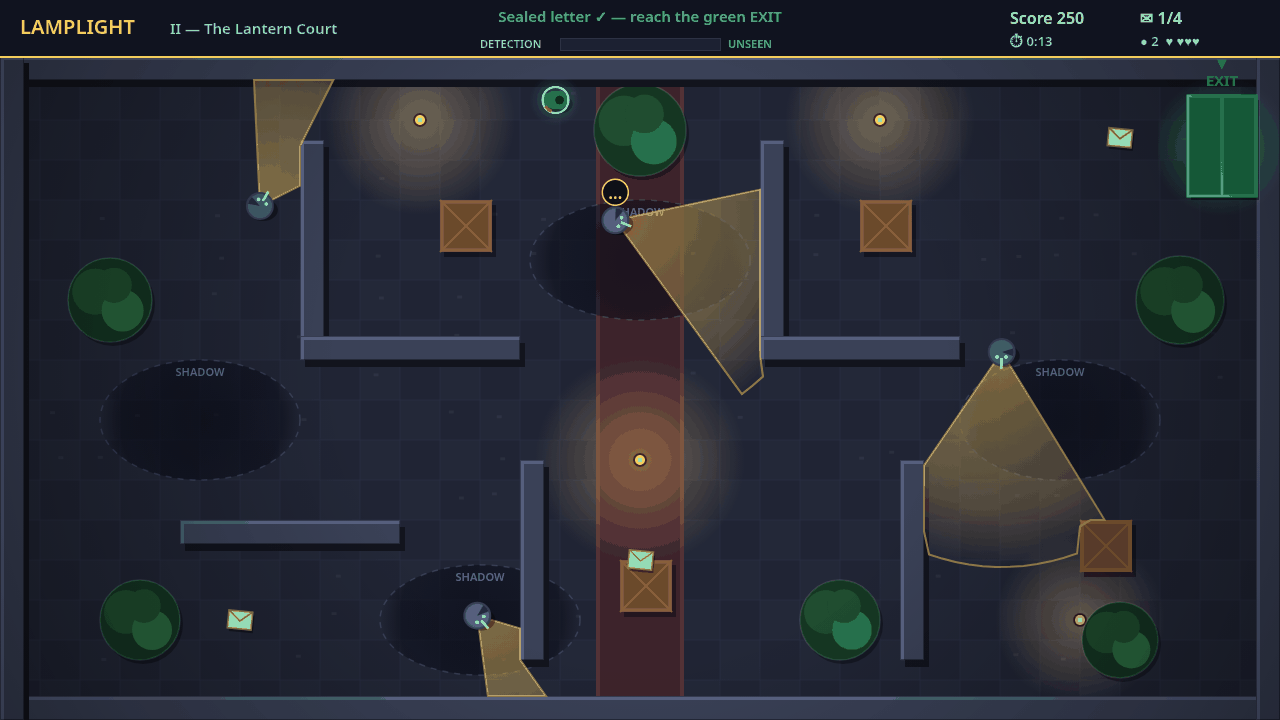 LAMPLIGHT
II — The Lantern Court
Sealed letter ✓ — reach the green EXIT
DETECTION
UNSEEN
Score 250
✉ 1/4
⏱ 0:13
● 2 ♥ ♥♥♥
EXIT
...
SHADOW
SHADOW
SHADOW
SHADOW